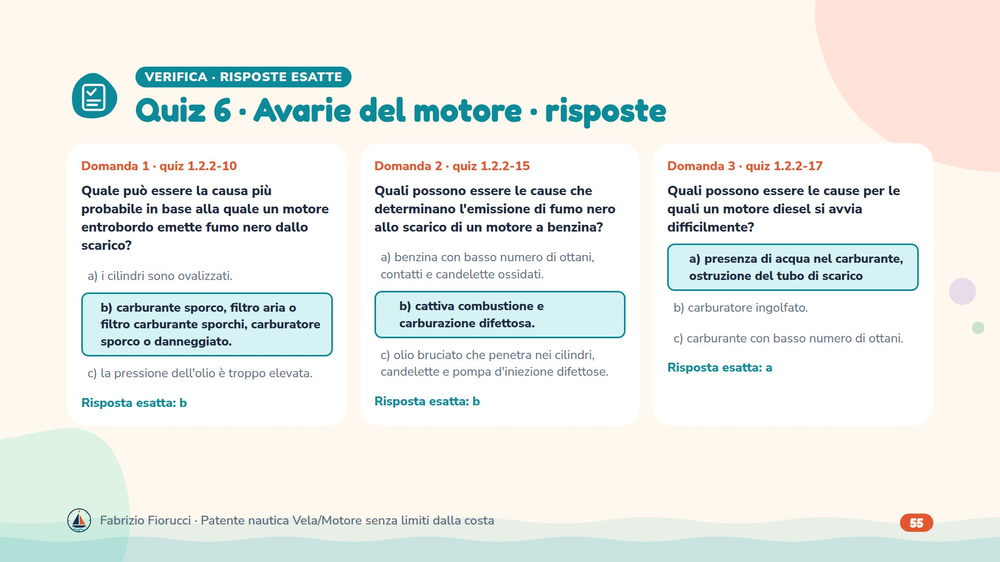 VERIFICA · RISPOSTE ESATTE
Quiz 6 · Avarie del motore · risposte
Domanda 1 · quiz 1.2.2-10
Quale può essere la causa più
probabile in base alla quale un motore
entrobordo emette fumo nero dallo
scarico?
a) i cilindri sono ovalizzati.
b) carburante sporco, filtro aria o
filtro carburante sporchi, carburatore
sporco o danneggiato.
c) la pressione dell'olio è troppo elevata.
Risposta esatta: b
Domanda 2 · quiz 1.2.2-15
Quali possono essere le cause che
determinano l'emissione di fumo nero
allo scarico di un motore a benzina?
a) benzina con basso numero di ottani,
contatti e candelette ossidati.
b) cattiva combustione e
carburazione difettosa.
c) olio bruciato che penetra nei cilindri,
candelette e pompa d'iniezione difettose.
Risposta esatta: b
Domanda 3 · quiz 1.2.2-17
Quali possono essere le cause per le
quali un motore diesel si avvia
difficilmente?
a) presenza di acqua nel carburante,
ostruzione del tubo di scarico
b) carburatore ingolfato.
c) carburante con basso numero di ottani.
Risposta esatta: a
Fabrizio Fiorucci · Patente nautica Vela/Motore senza limiti dalla costa
55